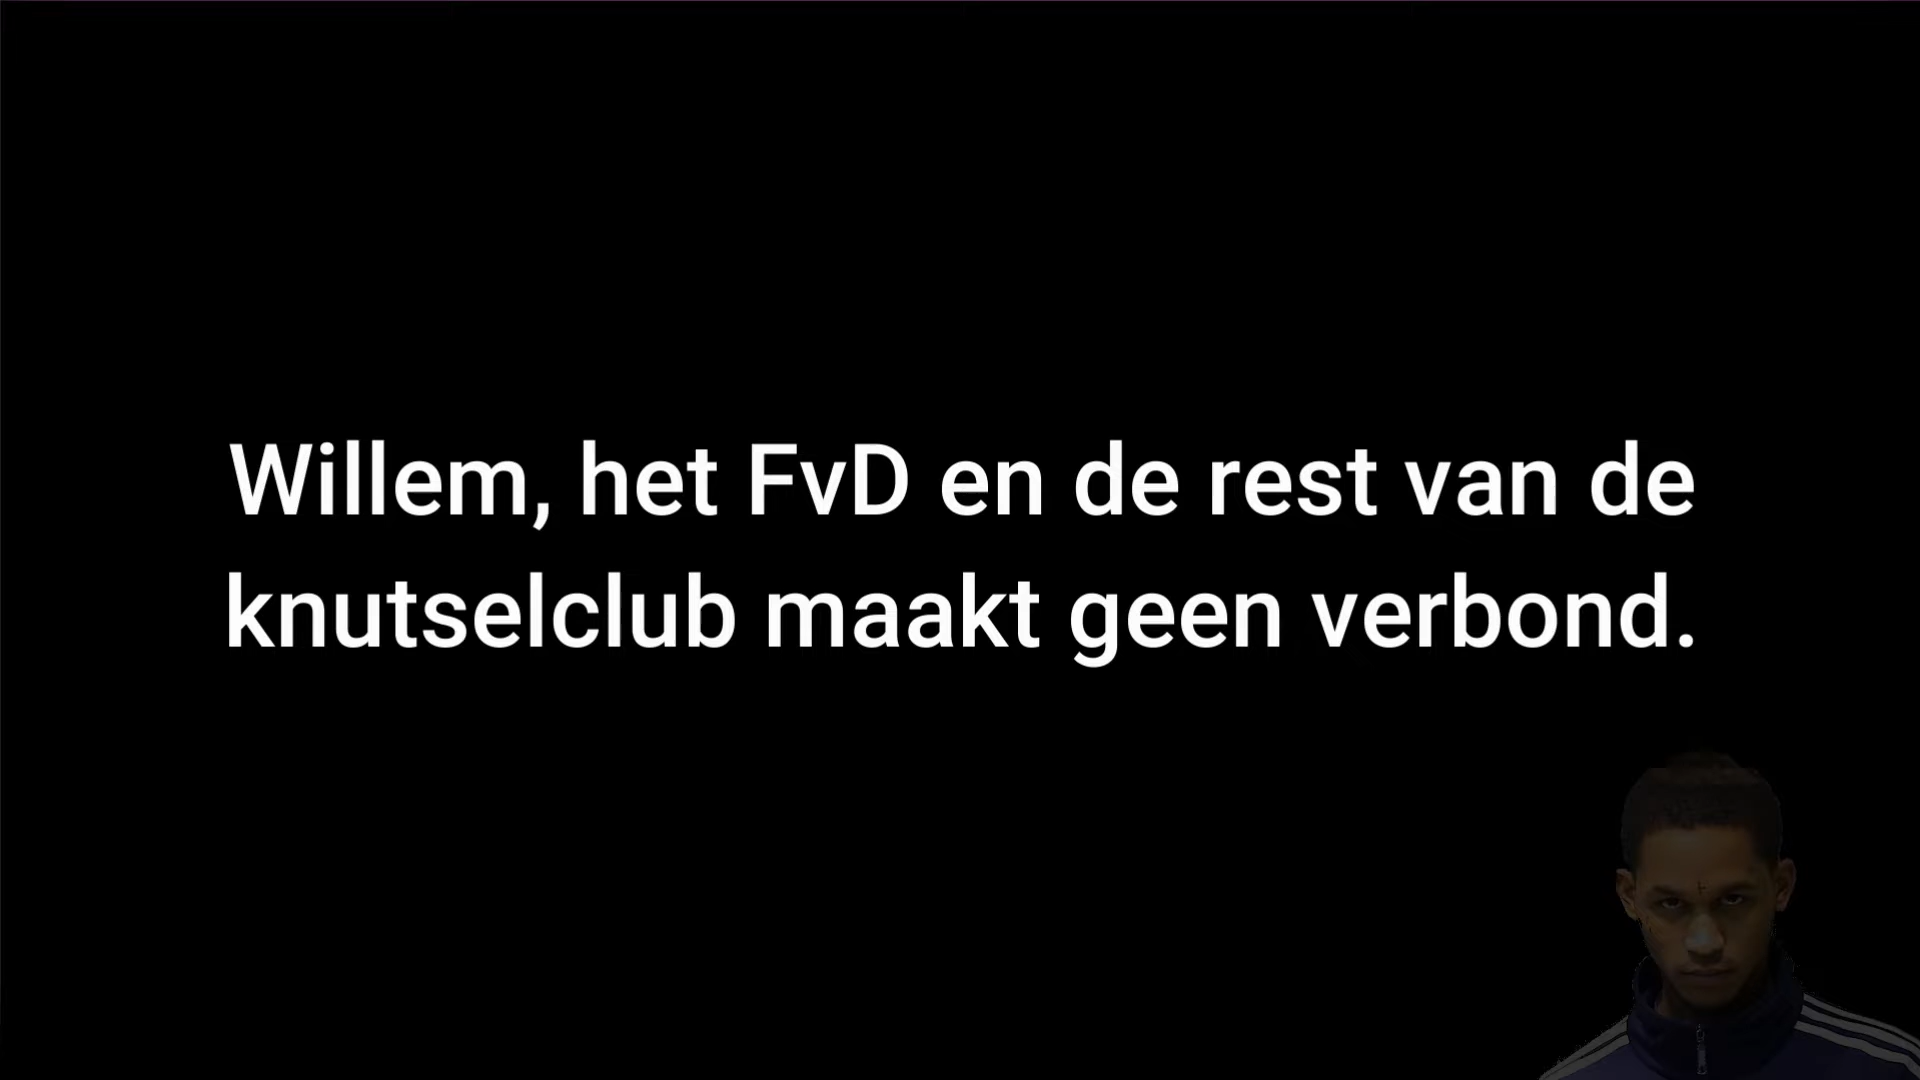 Willem, het FvD en de rest van de
knutselclub maakt geen verbond.